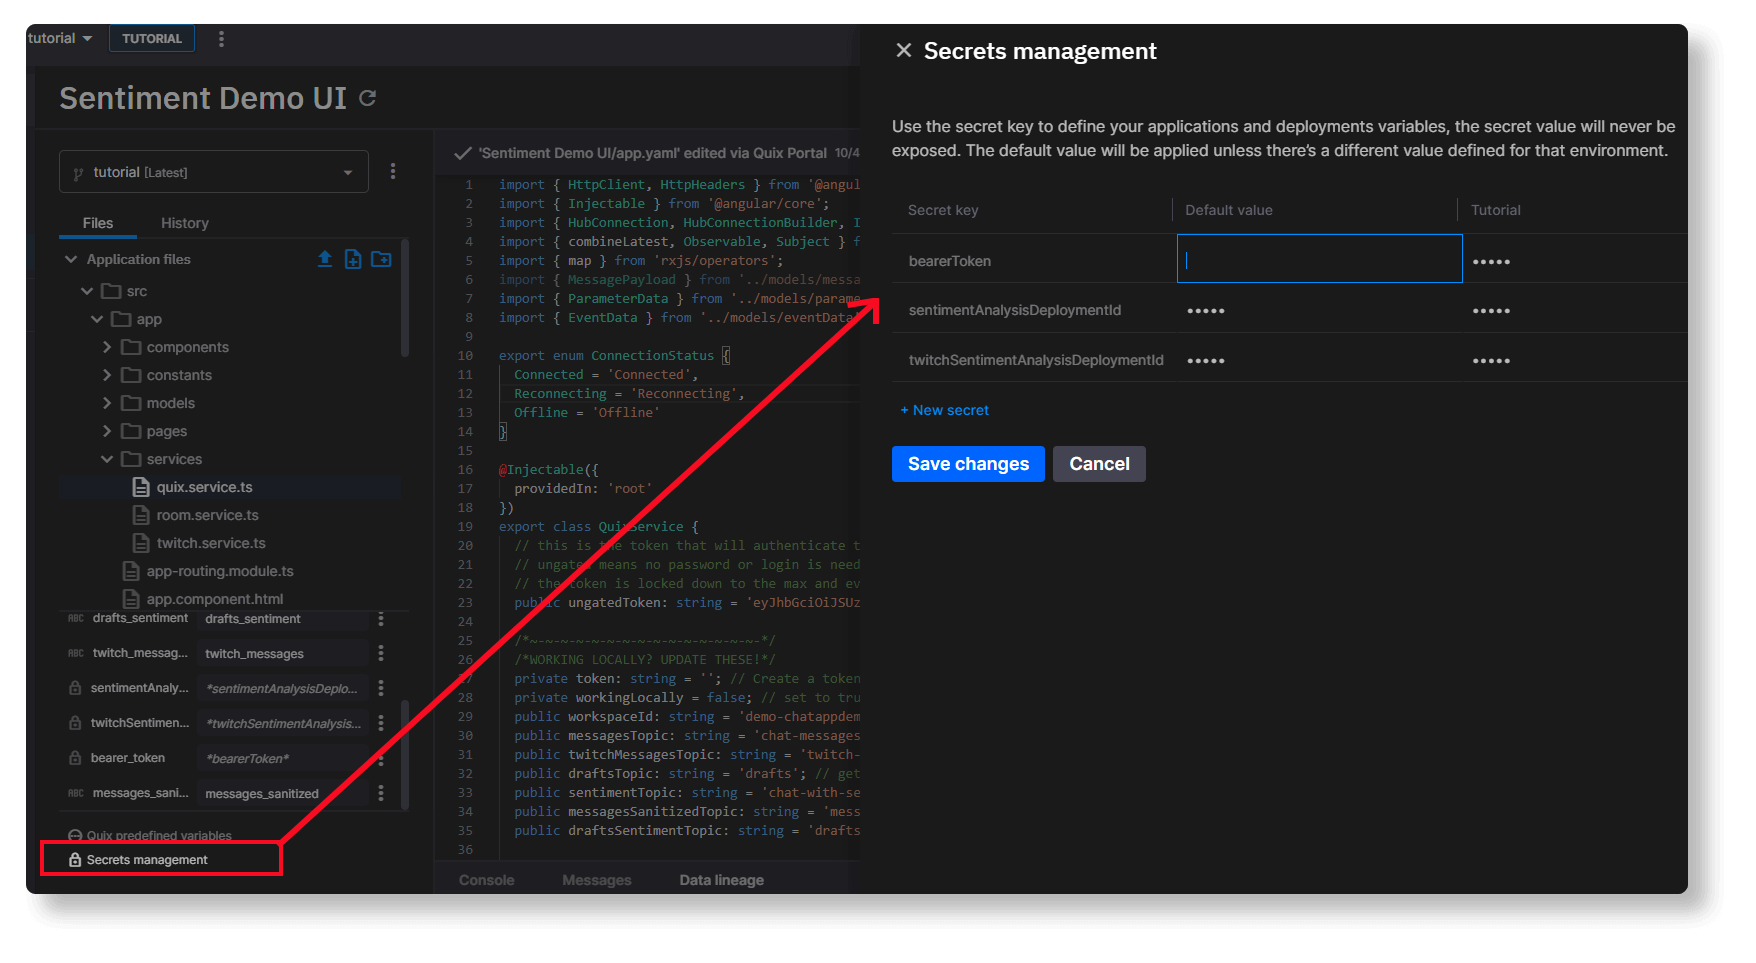 tutorial
TUTORIAL
Sentiment Demo UI
tutorial [Latest]
Files
History
Application files
src
app
components
constants
models
pages
services
quix.service.ts
room.service.ts
twitch.service.ts
app-routing.module.ts
app.component.html
ABC drafts_sentiment drafts_sentiment
ABC twitch_messag... twitch_messages
sentimentAnaly... *sentimentAnalysisDeplo...
twitchSentimen... *twitchSentimentAnalysis...
bearer_token *bearerToken*
ABC messages_sani... messages_sanitized
Quix predefined variables
Secrets management
'Sentiment Demo UI/app.yaml' edited via Quix Portal 10/4
1 import { HttpClient, HttpHeaders } from '@angul
2 import { Injectable } from '@angular/core';
3 import { HubConnection, HubConnectionBuilder, I
4 import { combineLatest, Observable, Subject } f
5 import { map } from 'rxjs/operators';
6 import { MessagePayload } from '../models/messa
7 import { ParameterData } from '../models/parame
8 import { EventData } from '../models/eventData'
9
10 export enum ConnectionStatus {
11 Connected = 'Connected',
12 Reconnecting = 'Reconnecting',
13 Offline = 'Offline'
14 }
15
16 @Injectable({
17 providedIn: 'root'
18 })
19 export class QuixService {
20 // this is the token that will authenticate t
21 // ungated means no password or login is need
22 // the token is locked down to the max and ev
23 public ungatedToken: string = 'eyJhbGciOiJSUz
24
25 /*~-~-~-~-~-~-~-~-~-~-~-~-~-~-~-*/
26 /*WORKING LOCALLY? UPDATE THESE!*/
27 private token: string = ''; // Create a token
28 private workingLocally = false; // set to tru
29 public workspaceId: string = 'demo-chatappdem
30 public messagesTopic: string = 'chat-messages
31 public twitchMessagesTopic: string = 'twitch-
32 public draftsTopic: string = 'drafts'; // get
33 public sentimentTopic: string = 'chat-with-se
34 public messagesSanitizedTopic: string = 'mess
35 public draftsSentimentTopic: string = 'drafts
36
Console
Messages
Data lineage
Secrets management
Use the secret key to define your applications and deployments variables, the secret value will never be
exposed. The default value will be applied unless there's a different value defined for that environment.
Secret key
Default value
Tutorial
bearerToken •••••
sentimentAnalysisDeploymentId ••••• •••••
twitchSentimentAnalysisDeploymentId ••••• •••••
+ New secret
Save changes
Cancel